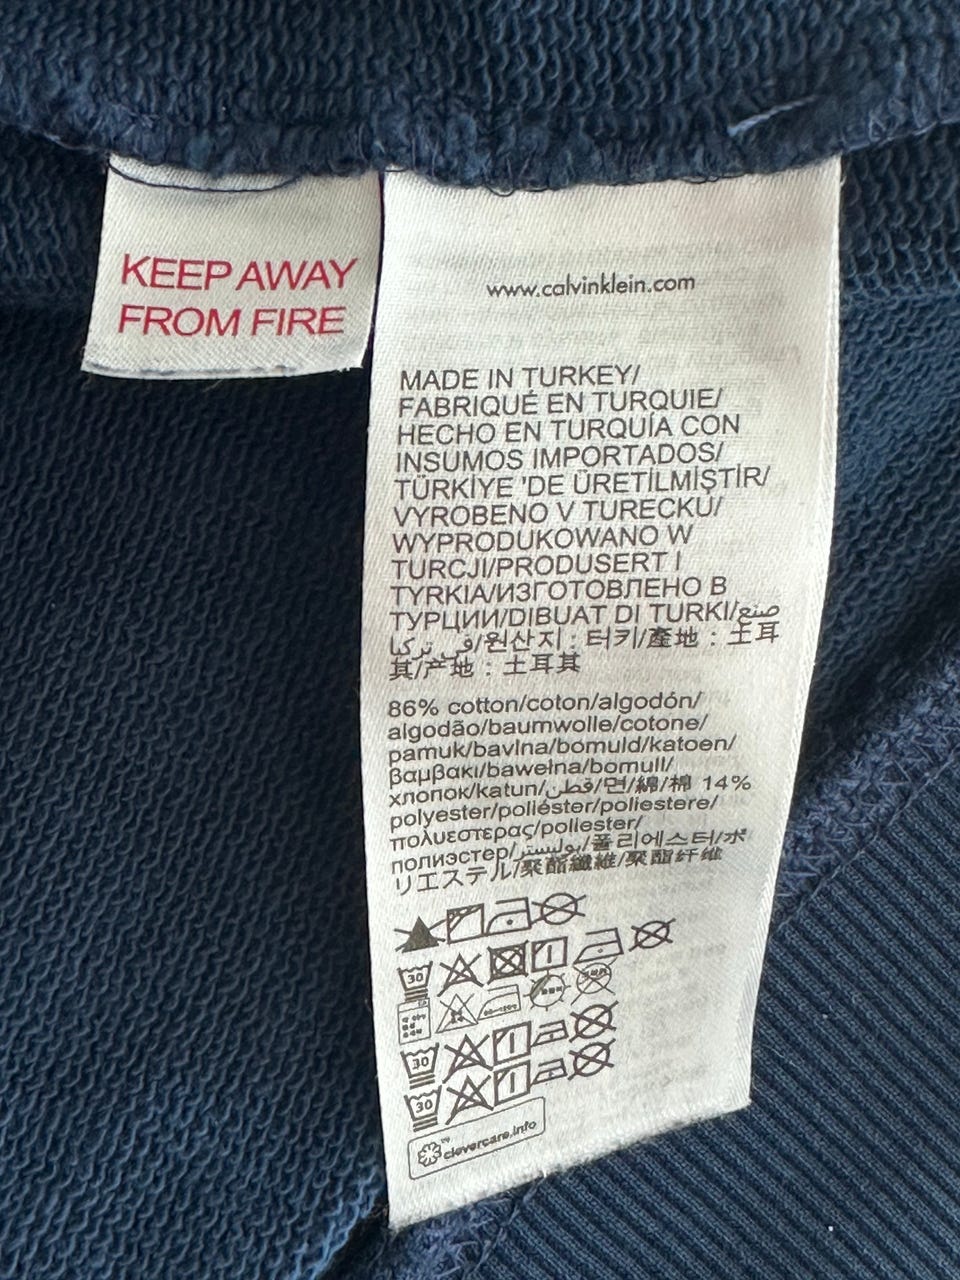 KEEP AWAY
FROM FIRE
www.calvinklein.com
MADE IN TURKEY/
FABRIQUÉ EN TURQUIE/
HECHO EN TURQUÍA CON
INSUMOS IMPORTADOS/
TÜRKİYE 'DE ÜRETİLMİŞTİR/
VYROBENO V TURECKU/
WYPRODUKOWANO W
TURCJI/PRODUSERT I
TYRKIA/ИЗГОТОВЛЕНО В
ТУРЦИИ/DIBUAT DI TURKI/صنع
في تركيا/원산지 : 터키/產地 : 土耳
其/产地 : 土耳其
86% cotton/coton/algodón/
algodão/baumwolle/cotone/
pamuk/bavlna/bomuld/katoen/
βαμβακι/bawełna/bomull/
хлопок/katun/قطن/면/綿/棉 14%
polyester/poliéster/poliestere/
πολυεστερας/poliester/
полиэстер/بوليستر/폴리에스터/ポ
リエステル/聚酯纖維/聚酯纤维
30
30
30
clevercare.info